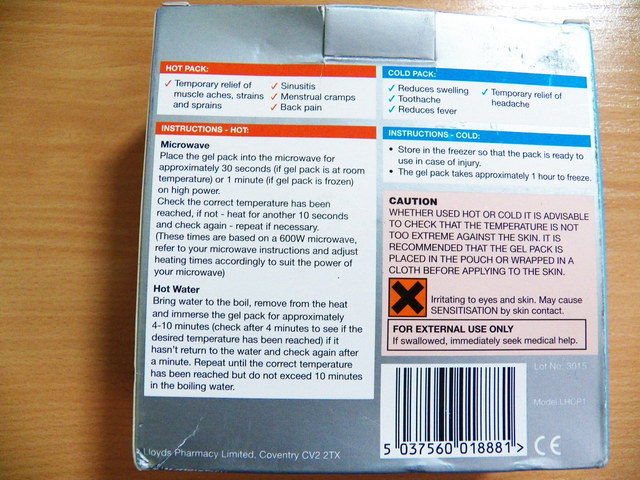 HOT PACK:
✓ Temporary relief of
muscle aches, strains
and sprains
✓ Sinusitis
✓ Menstrual cramps
✓ Back pain
INSTRUCTIONS - HOT:
Microwave
Place the gel pack into the microwave for
approximately 30 seconds (if gel pack is at room
temperature) or 1 minute (if gel pack is frozen)
on high power.
Check the correct temperature has been
reached, if not - heat for another 10 seconds
and check again - repeat if necessary.
(These times are based on a 600W microwave,
refer to your microwave instructions and adjust
heating times accordingly to suit the power of
your microwave)
Hot Water
Bring water to the boil, remove from the heat
and immerse the gel pack for approximately
4-10 minutes (check after 4 minutes to see if the
desired temperature has been reached) if it
hasn't return to the water and check again after
a minute. Repeat until the correct temperature
has been reached but do not exceed 10 minutes
in the boiling water.
Lloyds Pharmacy Limited, Coventry CV2 2TX
COLD PACK:
✓ Reduces swelling
✓ Toothache
✓ Reduces fever
✓ Temporary relief of
headache
INSTRUCTIONS - COLD:
• Store in the freezer so that the pack is ready to
use in case of injury.
• The gel pack takes approximately 1 hour to freeze.
CAUTION
WHETHER USED HOT OR COLD IT IS ADVISABLE
TO CHECK THAT THE TEMPERATURE IS NOT
TOO EXTREME AGAINST THE SKIN. IT IS
RECOMMENDED THAT THE GEL PACK IS
PLACED IN THE POUCH OR WRAPPED IN A
CLOTH BEFORE APPLYING TO THE SKIN.
Irritating to eyes and skin. May cause
SENSITISATION by skin contact.
FOR EXTERNAL USE ONLY
If swallowed, immediately seek medical help.
Lot No: 3015
Model: LHCP1
5 037560 018881 >
CE